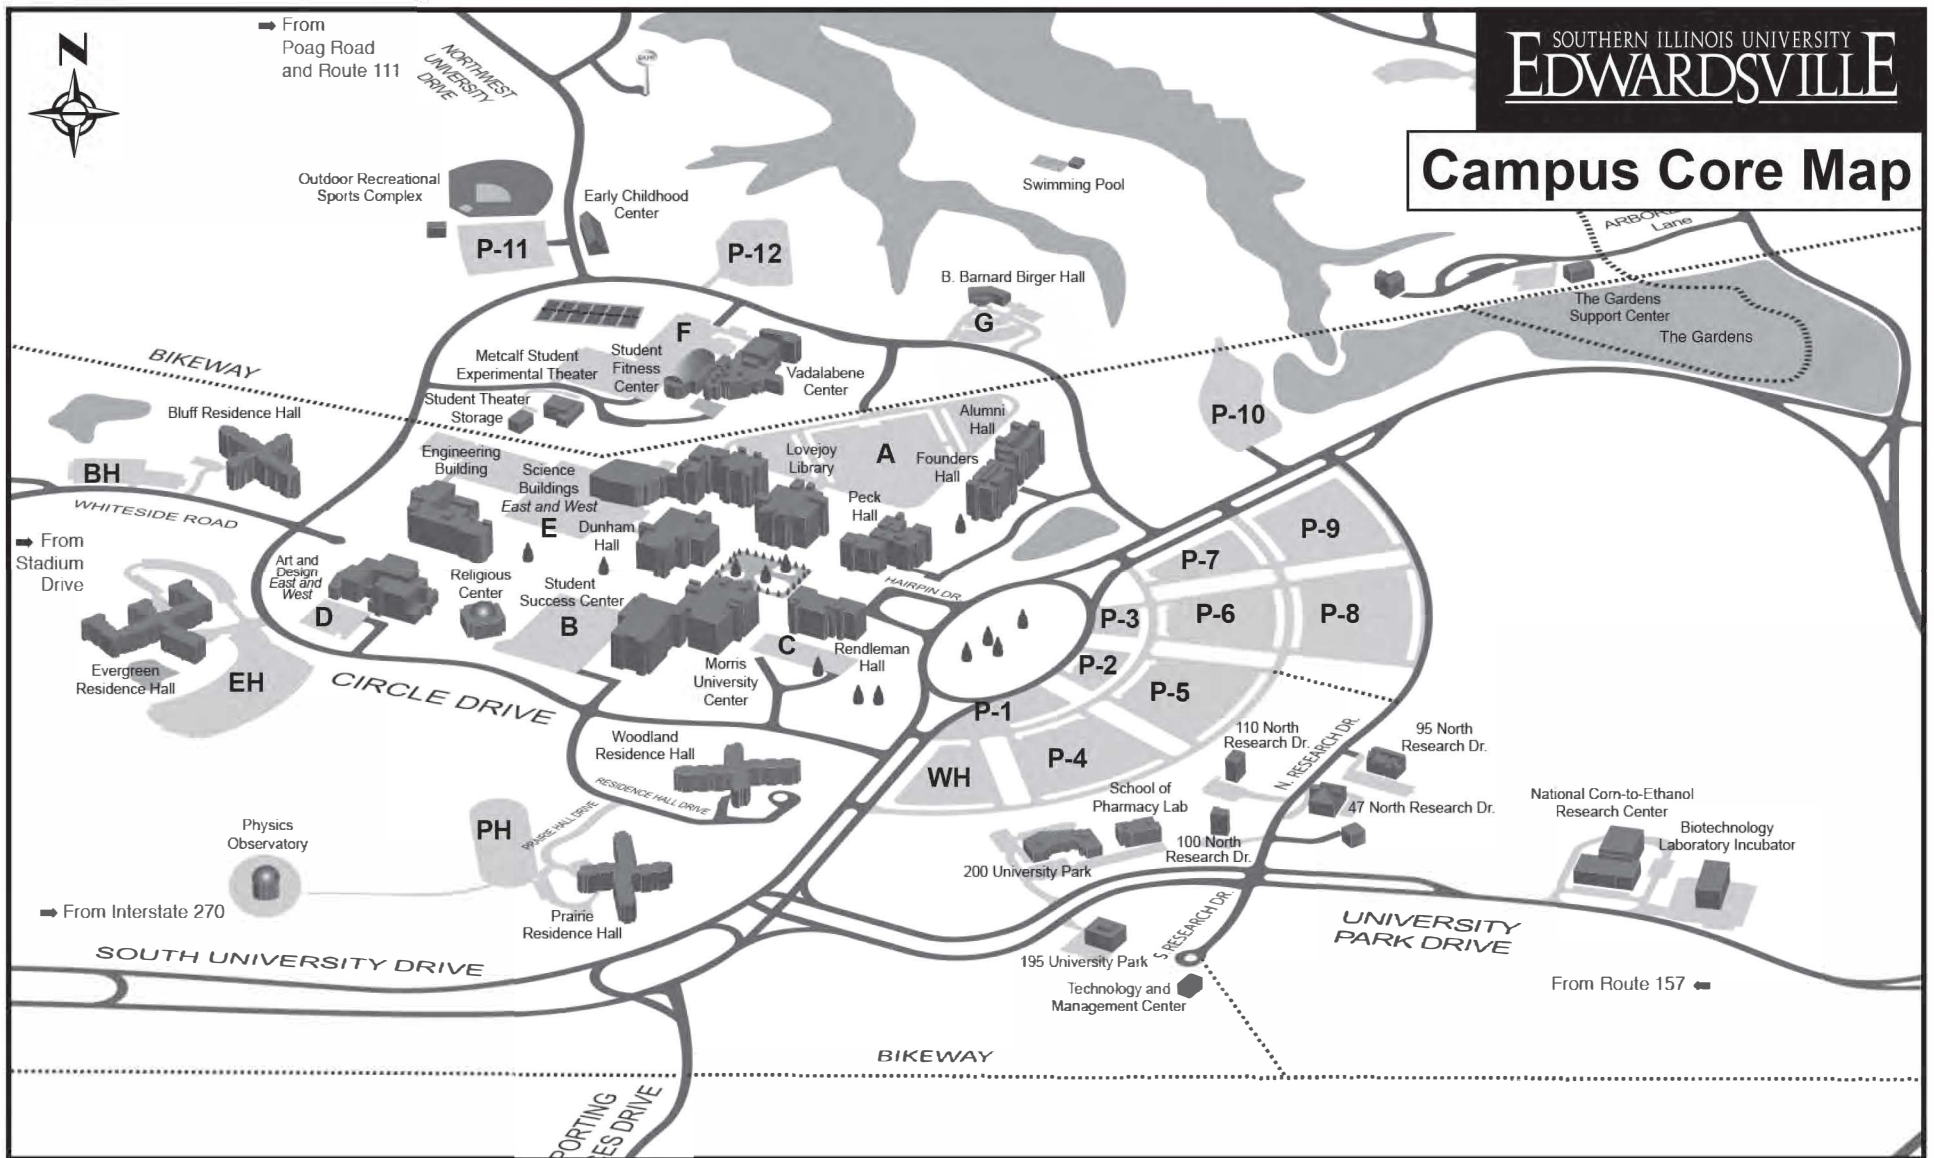 SOUTHERN ILLINOIS UNIVERSITY
EDWARDSVILLE
Campus Core Map
N
From
Poag Road
and Route 111
NORTHWEST
UNIVERSITY
DRIVE
Outdoor Recreational
Sports Complex
Early Childhood
Center
P-11
P-12
Swimming Pool
Lane
B. Barnard Birger Hall
G
The Gardens
Support Center
The Gardens
BIKEWAY
F
Metcalf Student
Experimental Theater
Student
Fitness
Center
Vadalabene
Center
Student Theater
Storage
Bluff Residence Hall
BH
WHITESIDE ROAD
From
Stadium
Drive
Engineering
Building
Science
Buildings
East and West
E
Dunham
Hall
Lovejoy
Library
A
Alumni
Hall
Founders
Hall
Peck
Hall
P-10
P-9
P-7
P-3
P-6
P-8
P-2
P-5
P-1
P-4
WH
HAIRPIN DR.
Art and
Design
East and
West
D
Religious
Center
Student
Success Center
B
C
Rendleman
Hall
Morris
University
Center
Evergreen
Residence Hall
EH
CIRCLE DRIVE
Woodland
Residence Hall
RESIDENCE HALL DRIVE
PRAIRIE HALL DRIVE
PH
Physics
Observatory
Prairie
Residence Hall
From Interstate 270
SOUTH UNIVERSITY DRIVE
110 North
Research Dr.
N. RESEARCH DR.
95 North
Research Dr.
47 North Research Dr.
School of
Pharmacy Lab
100 North
Research Dr.
200 University Park
National Corn-to-Ethanol
Research Center
Biotechnology
Laboratory Incubator
UNIVERSITY
PARK DRIVE
S. RESEARCH DR.
195 University Park
Technology and
Management Center
From Route 157
BIKEWAY
DRIVE